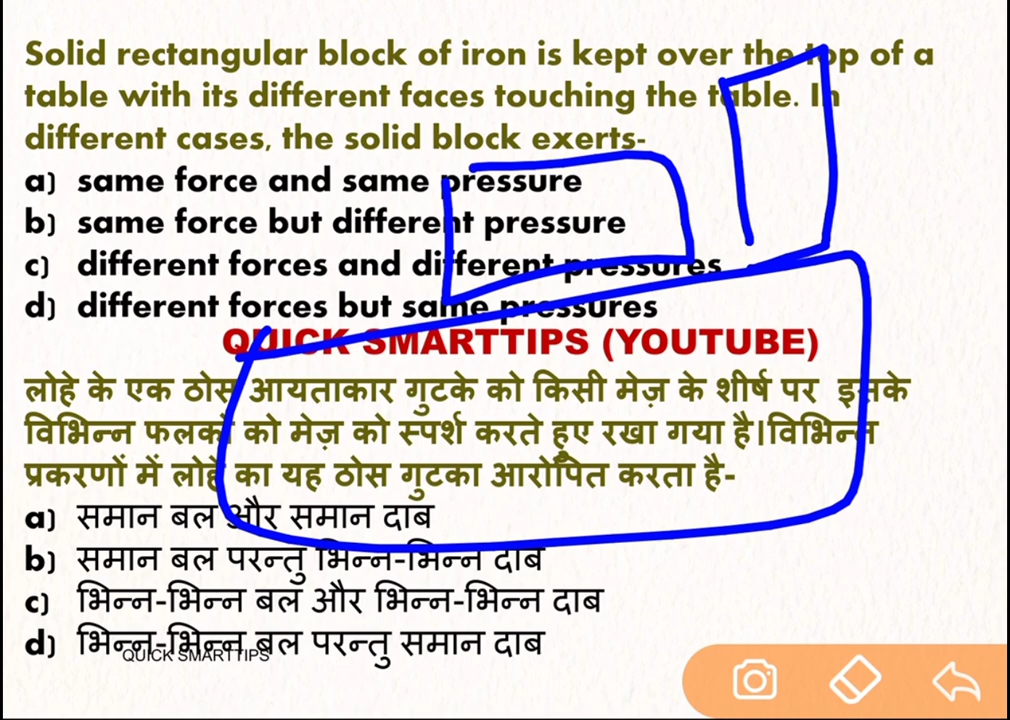 Solid rectangular block of iron is kept over the top of a
table with its different faces touching the table. In
different cases, the solid block exerts-
a) same force and same pressure
b) same force but different pressure
c) different forces and different pressures
d) different forces but same pressures
QUICK SMARTTIPS (YOUTUBE)
लोहे के एक ठोस आयताकार गुटके को किसी मेज़ के शीर्ष पर इसके
विभिन्न फलकों को मेज़ को स्पर्श करते हुए रखा गया है।विभिन्न
प्रकरणों में लोहे का यह ठोस गुटका आरोपित करता है-
a) समान बल और समान दाब
b) समान बल परन्तु भिन्न-भिन्न दाब
c) भिन्न-भिन्न बल और भिन्न-भिन्न दाब
d) भिन्न-भिन्न बल परन्तु समान दाब
QUICK SMARTTIPS